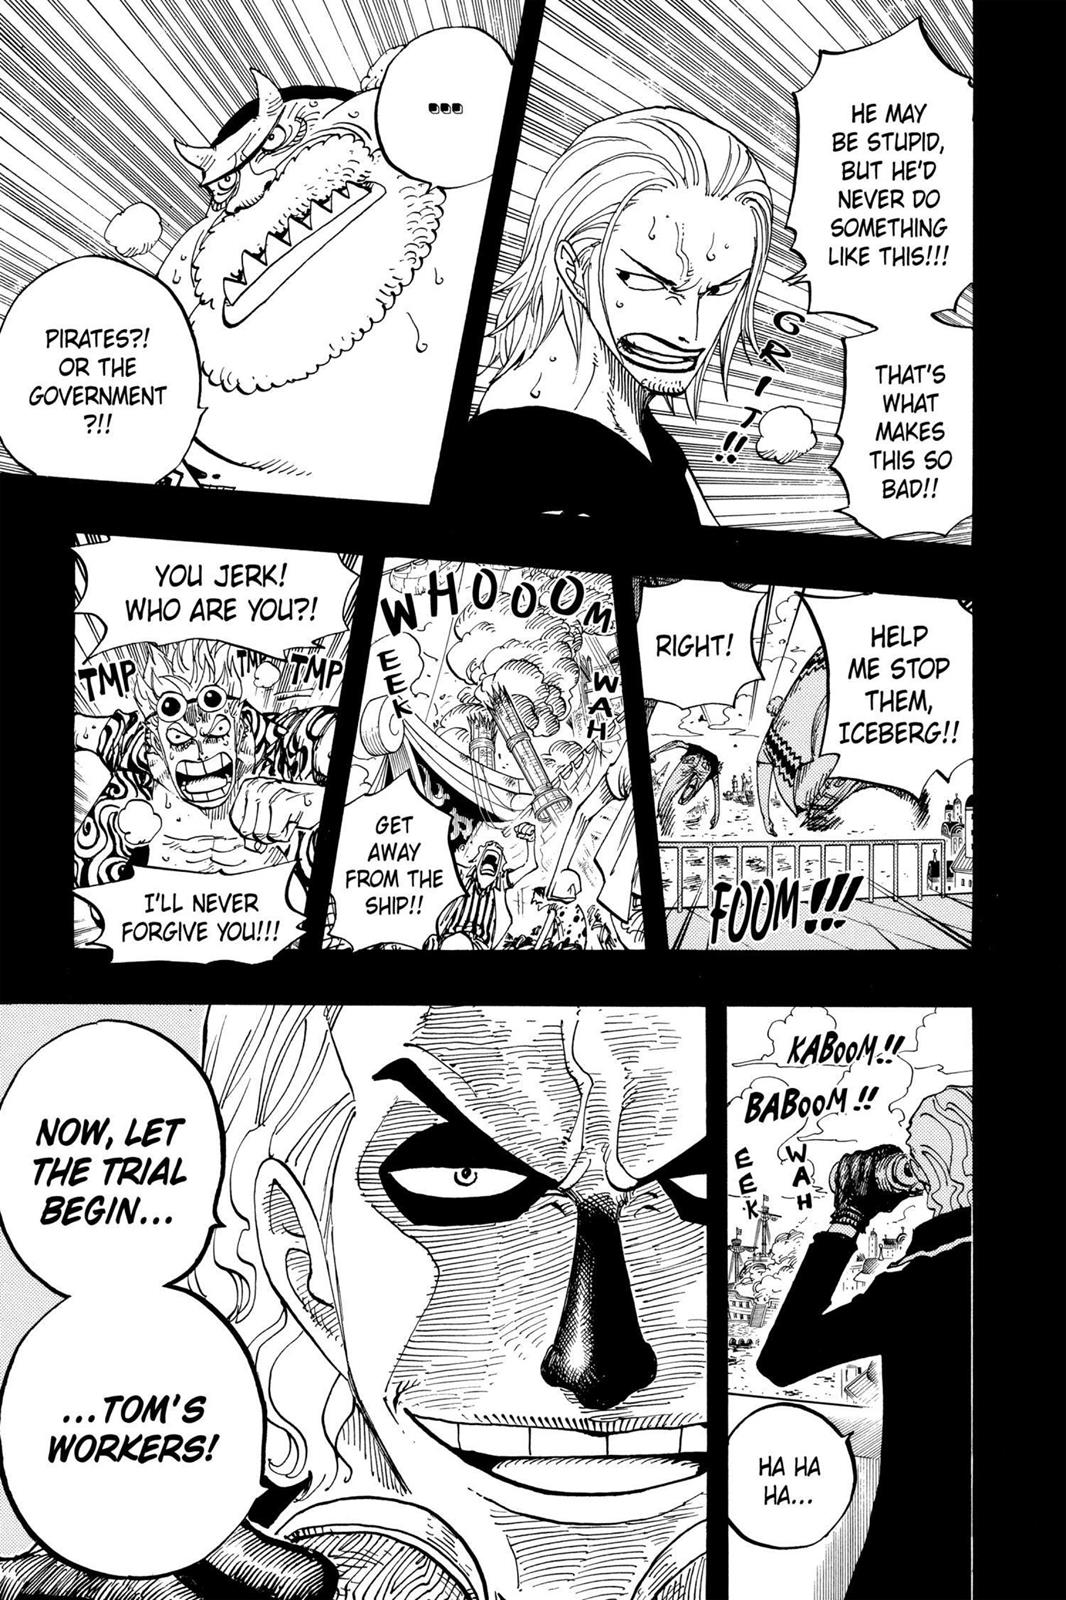 HE MAY
BE STUPID,
BUT HE'D
NEVER DO
SOMETHING
LIKE THIS!!!
THAT'S
WHAT
MAKES
THIS SO
BAD!!
GRIT!!
...
PIRATES?!
OR THE
GOVERNMENT
?!!
HELP
ME STOP
THEM,
ICEBERG!!
RIGHT!
FOOM!!!
WHOOOM
WAH
EEK
GET
AWAY
FROM THE
SHIP!!
YOU JERK!
WHO ARE YOU?!
TMP
TMP
TMP
I'LL NEVER
FORGIVE YOU!!!
KABOOM!!
BABOOM!!
WAH
EEK
HA HA
HA...
NOW, LET
THE TRIAL
BEGIN...
...TOM'S
WORKERS!